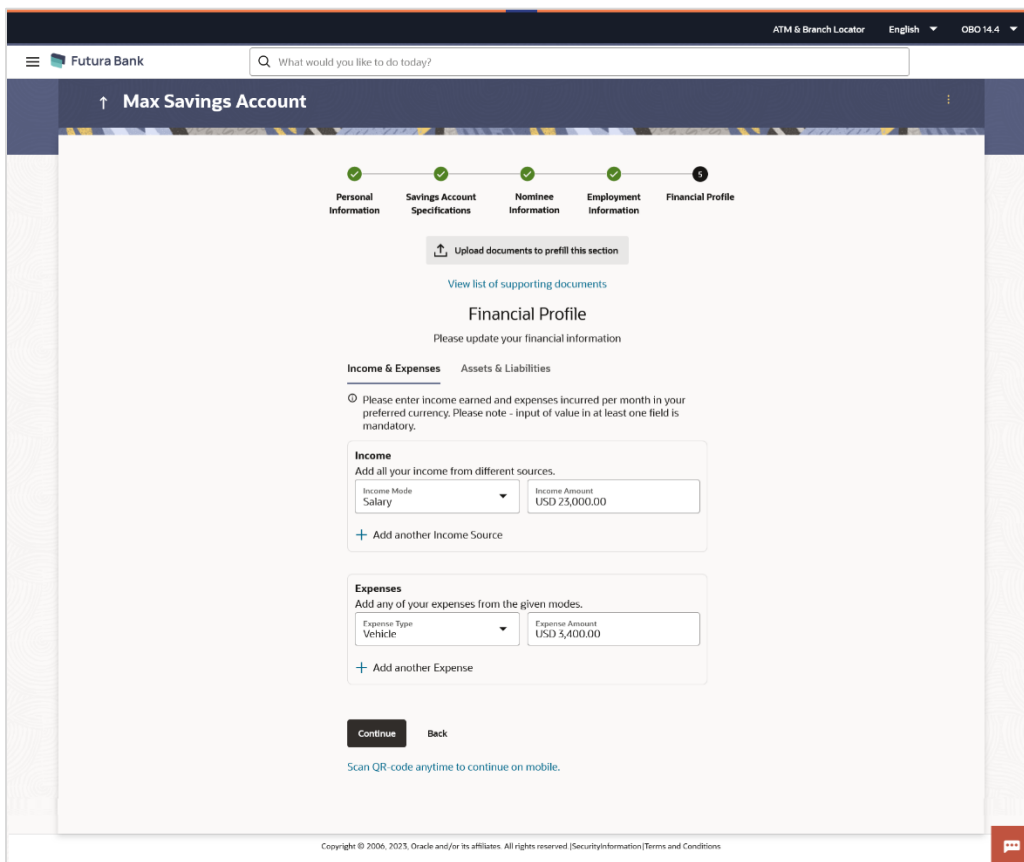 ATM & Branch Locator English OBO 14.4
Futura Bank What would you like to do today?
Max Savings Account
5
Personal Information
Savings Account Specifications
Nominee Information
Employment Information
Financial Profile
Upload documents to prefill this section
View list of supporting documents
Financial Profile
Please update your financial information
Income & Expenses Assets & Liabilities
Please enter income earned and expenses incurred per month in your
preferred currency. Please note - input of value in at least one field is
mandatory.
Income
Add all your income from different sources.
Income Mode
Salary
Income Amount
USD 23,000.00
Add another Income Source
Expenses
Add any of your expenses from the given modes.
Expense Type
Vehicle
Expense Amount
USD 3,400.00
Add another Expense
Continue Back
Scan QR-code anytime to continue on mobile.
Copyright © 2006, 2023, Oracle and/or its affiliates. All rights reserved.|SecurityInformation|Terms and Conditions